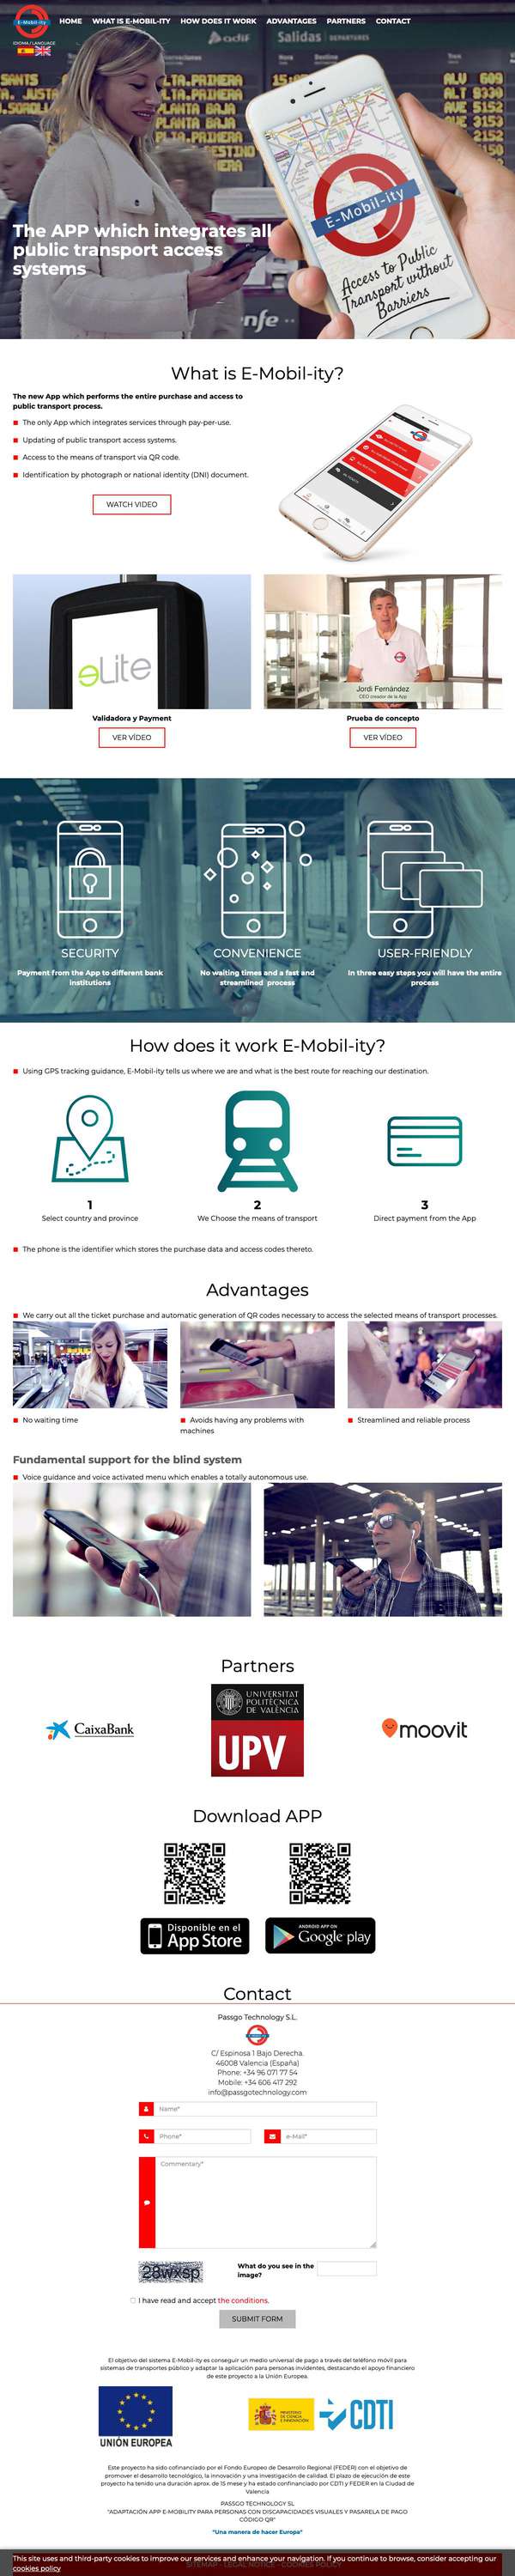 HOME WHAT IS E-MOBIL-ITY HOW DOES IT WORK ADVANTAGES PARTNERS CONTACT
E-Mobil-ity
IDIOMA/LANGUAGE
adif Salidas DEPARTURES
The APP which integrates all
public transport access
systems
E-Mobil-ity
Access to Public
Transport without
Barriers
What is E-Mobil-ity?
The new App which performs the entire purchase and access to
public transport process.
The only App which integrates services through pay-per-use.
Updating of public transport access systems.
Access to the means of transport via QR code.
Identification by photograph or national identity (DNI) document.
WATCH VIDEO
eLite
Jordi Fernández
CEO creador de la App
Validadora y Payment
Prueba de concepto
VER VÍDEO
VER VÍDEO
SECURITY
CONVENIENCE
USER-FRIENDLY
Payment from the App to different bank
institutions
No waiting times and a fast and
streamlined process
In three easy steps you will have the entire
process
How does it work E-Mobil-ity?
Using GPS tracking guidance, E-Mobil-ity tells us where we are and what is the best route for reaching our destination.
1
2
3
Select country and province
We Choose the means of transport
Direct payment from the App
The phone is the identifier which stores the purchase data and access codes thereto.
Advantages
We carry out all the ticket purchase and automatic generation of QR codes necessary to access the selected means of transport processes.
No waiting time
Avoids having any problems with
machines
Streamlined and reliable process
Fundamental support for the blind system
Voice guidance and voice activated menu which enables a totally autonomous use.
Partners
CaixaBank
UNIVERSITAT
POLITÈCNICA
DE VALÈNCIA
UPV
moovit
Download APP
Disponible en el
App Store
ANDROID APP ON
Google play
Contact
Passgo Technology S.L.
C/ Espinosa 1 Bajo Derecha.
46008 Valencia (España)
Phone: +34 96 071 77 54
Mobile: +34 606 417 292
info@passgotechnology.com
Name*
Phone*
e-Mail*
Commentary*
28wxsp
What do you see in the
image?
I have read and accept the conditions.
SUBMIT FORM
El objetivo del sistema E-Mobil-ity es conseguir un medio universal de pago a través del teléfono móvil para
sistemas de transportes público y adaptar la aplicación para personas invidentes, destacando el apoyo financiero
de este proyecto a la Unión Europea.
UNIÓN EUROPEA
MINISTERIO
DE CIENCIA
E INNOVACIÓN
CDTI
Este proyecto ha sido cofinanciado por el Fondo Europeo de Desarrollo Regional (FEDER) con el objetivo de
promover el desarrollo tecnológico, la innovación y una investigación de calidad. El plazo de ejecución de este
proyecto ha tenido una duración aprox. de 15 mese y ha estado confinanciado por CDTI y FEDER en la Ciudad de
Valencia
PASSGO TECHNOLOGY SL
"ADAPTACIÓN APP E-MOBILITY PARA PERSONAS CON DISCAPACIDADES VISUALES Y PASARELA DE PAGO
CÓDIGO QR"
"Una manera de hacer Europa"
This site uses and third-party cookies to improve our services and enhance your navigation. If you continue to browse, consider accepting our
cookies policy
SITEMAP - LEGAL NOTICE - COOKIES POLICY